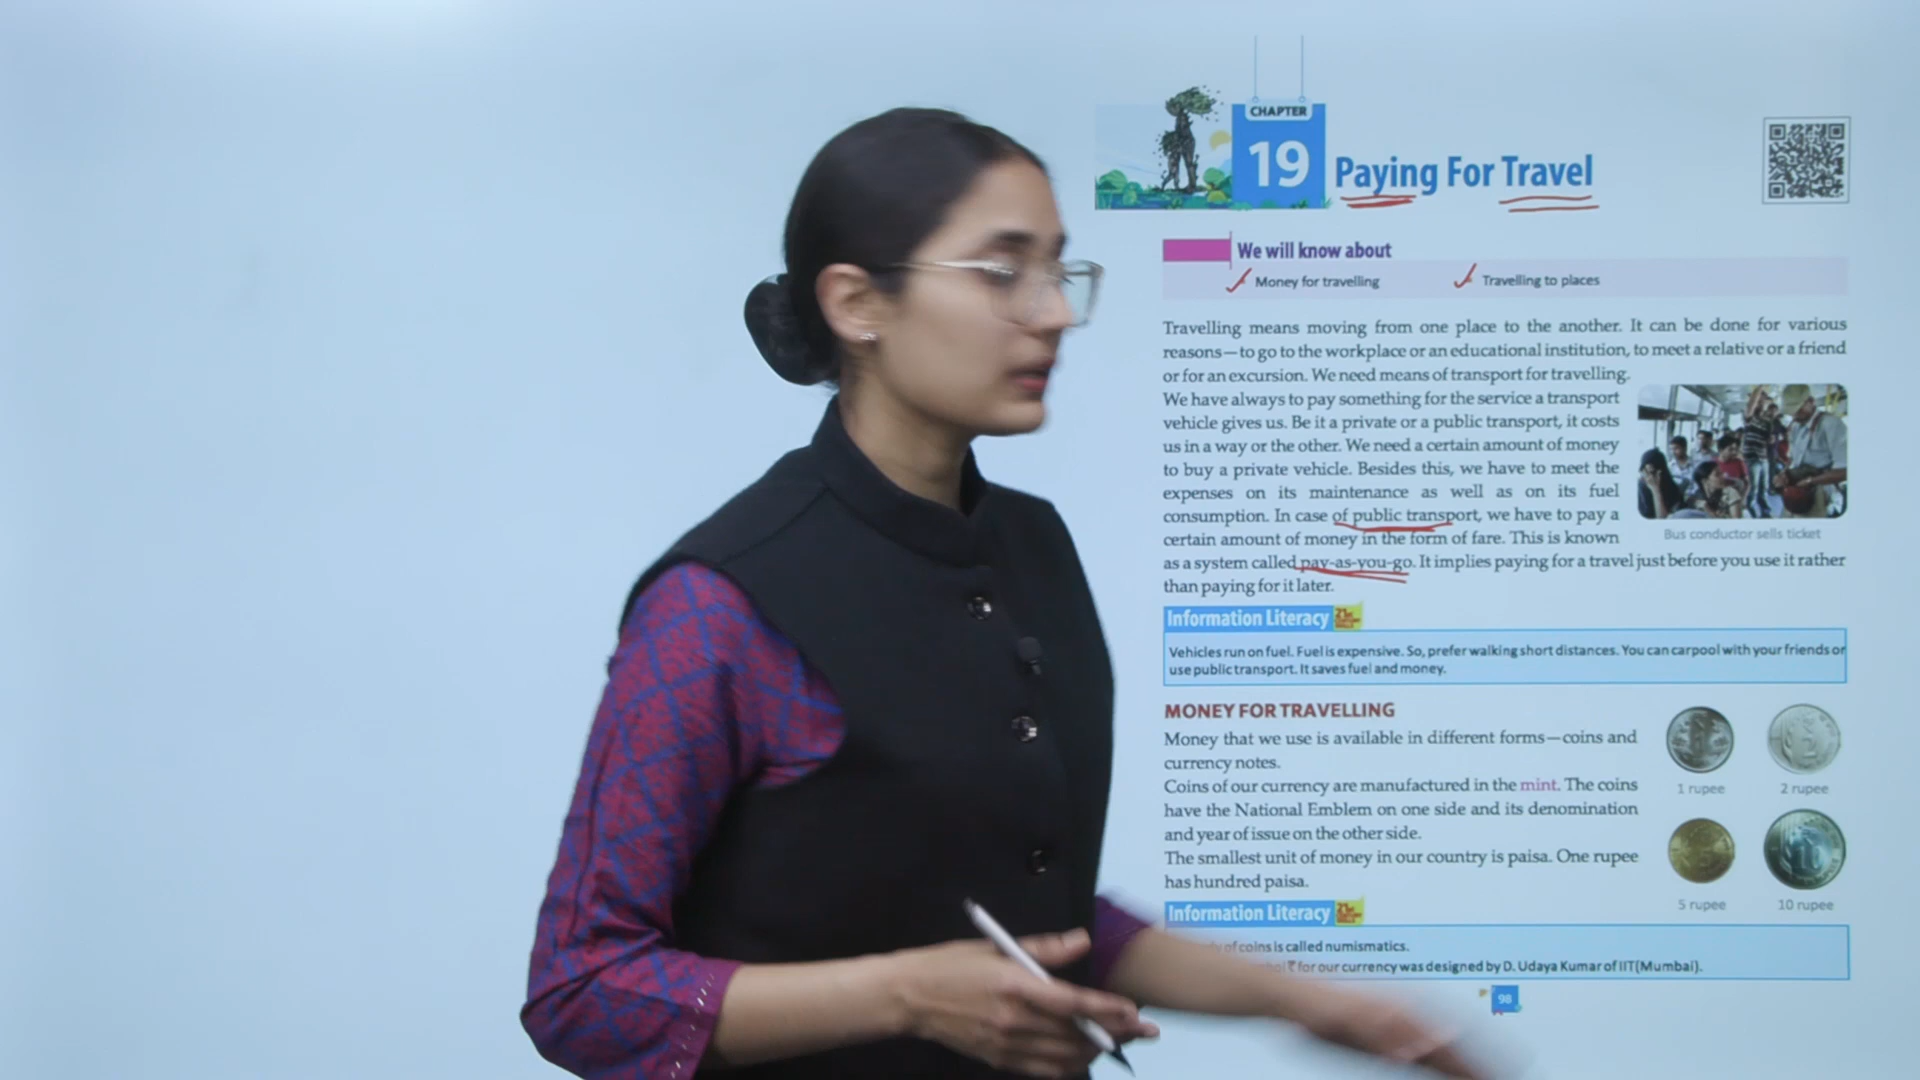 CHAPTER
19
Paying For Travel
We will know about
Money for travelling
Travelling to places
Travelling means moving from one place to the another. It can be done for various
reasons—to go to the workplace or an educational institution, to meet a relative or a friend
or for an excursion. We need means of transport for travelling.
We have always to pay something for the service a transport
vehicle gives us. Be it a private or a public transport, it costs
us in a way or the other. We need a certain amount of money
to buy a private vehicle. Besides this, we have to meet the
expenses on its maintenance as well as on its fuel
consumption. In case of public transport, we have to pay a
certain amount of money in the form of fare. This is known
as a system called pay-as-you-go. It implies paying for a travel just before you use it rather
than paying for it later.
Bus conductor sells ticket
Information Literacy
Vehicles run on fuel. Fuel is expensive. So, prefer walking short distances. You can carpool with your friends or
use public transport. It saves fuel and money.
MONEY FOR TRAVELLING
Money that we use is available in different forms—coins and
currency notes.
Coins of our currency are manufactured in the mint. The coins
have the National Emblem on one side and its denomination
and year of issue on the other side.
The smallest unit of money in our country is paisa. One rupee
has hundred paisa.
1 rupee
2 rupee
5 rupee
10 rupee
Information Literacy
of coins is called numismatics.
₹ for our currency was designed by D. Udaya Kumar of IIT(Mumbai).
98